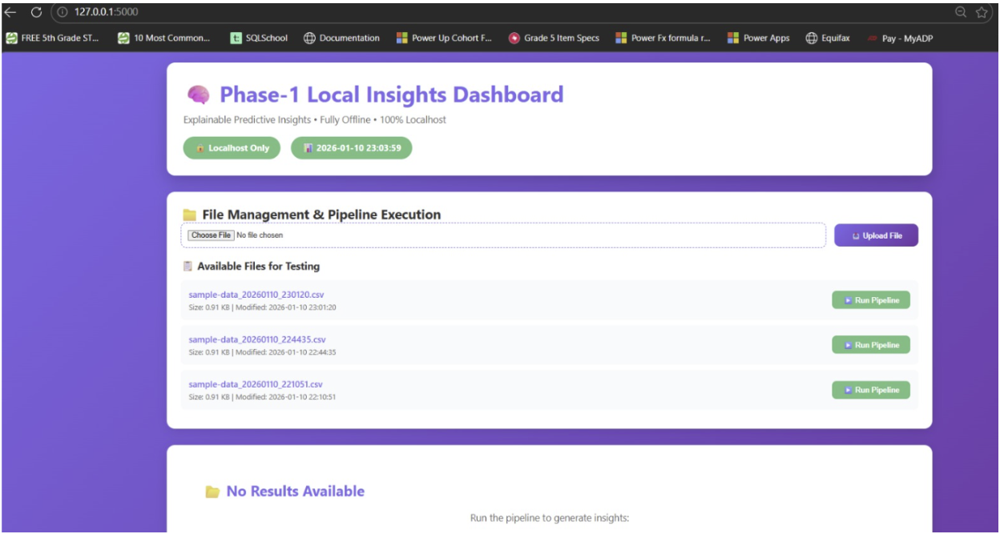 127.0.0.1:5000
FREE 5th Grade ST...
10 Most Common...
SQLSchool
Documentation
Power Up Cohort F...
Grade 5 Item Specs
Power Fx formula r...
Power Apps
Equifax
Pay - MyADP
Phase-1 Local Insights Dashboard
Explainable Predictive Insights • Fully Offline • 100% Localhost
Localhost Only
2026-01-10 23:03:59
File Management & Pipeline Execution
Choose File No file chosen
Upload File
Available Files for Testing
sample-data_20260110_230120.csv
Size: 0.91 KB | Modified: 2026-01-10 23:01:20
Run Pipeline
sample-data_20260110_224435.csv
Size: 0.91 KB | Modified: 2026-01-10 22:44:35
Run Pipeline
sample-data_20260110_221051.csv
Size: 0.91 KB | Modified: 2026-01-10 22:10:51
Run Pipeline
No Results Available
Run the pipeline to generate insights: